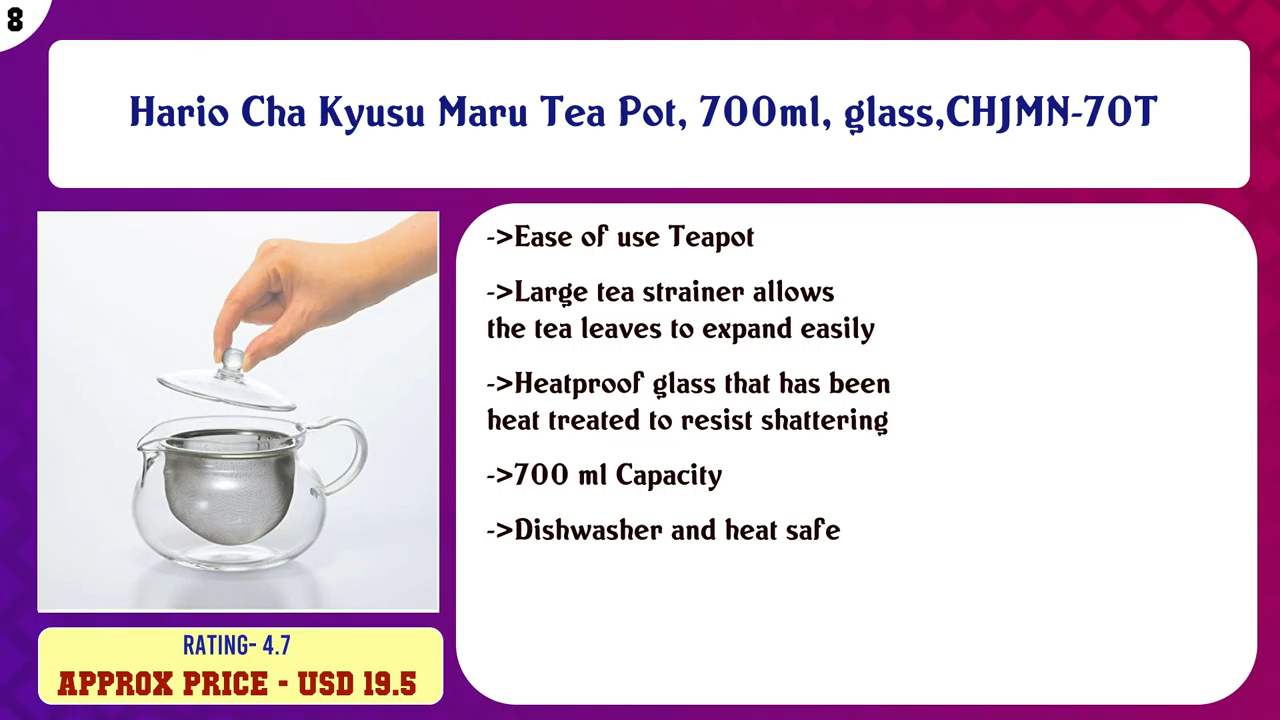 8
Hario Cha Kyusu Maru Tea Pot, 700ml, glass,CHJMN-70T
->Ease of use Teapot
->Large tea strainer allows
the tea leaves to expand easily
->Heatproof glass that has been
heat treated to resist shattering
->700 ml Capacity
->Dishwasher and heat safe
RATING- 4.7
APPROX PRICE - USD 19.5